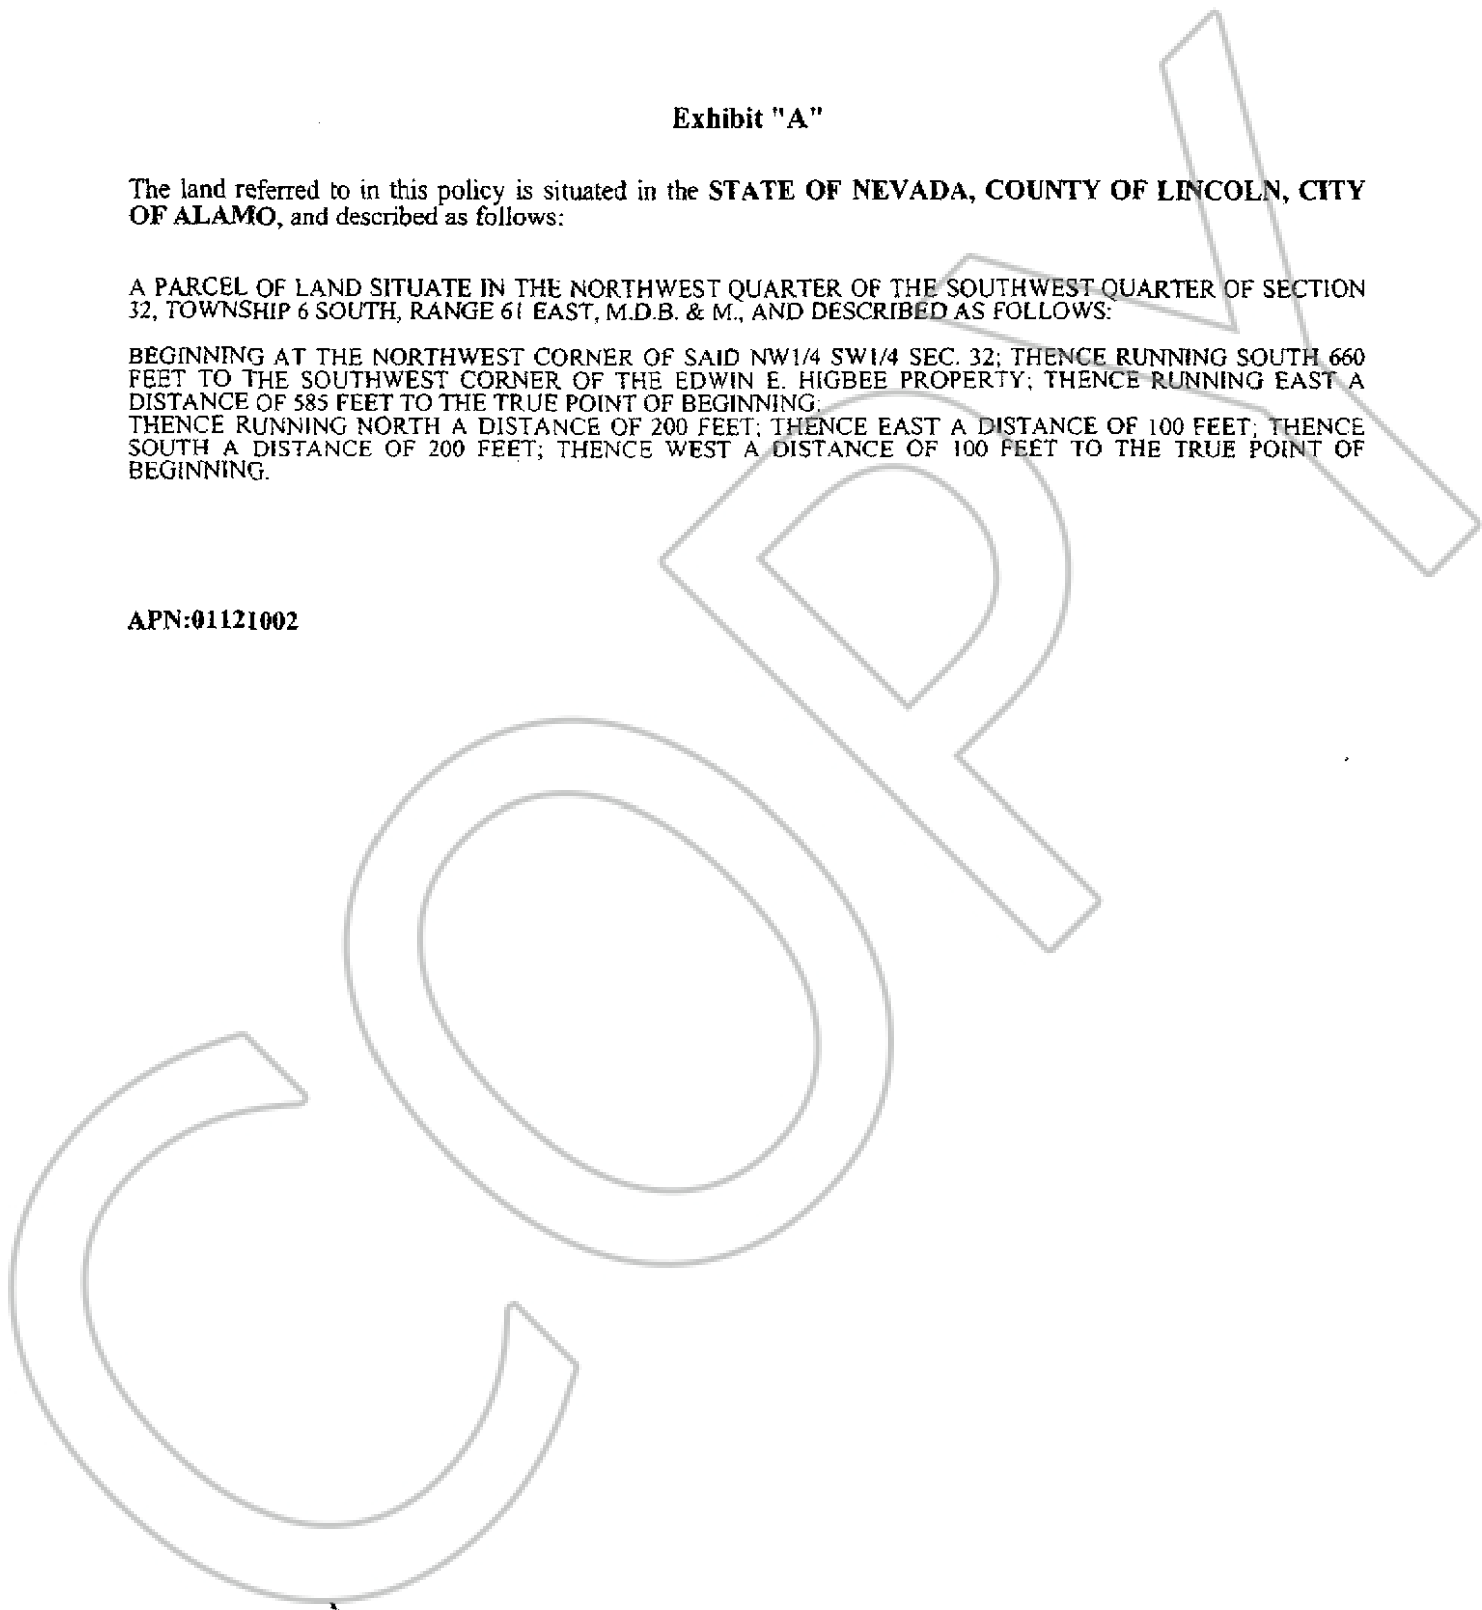 Exhibit "A"
The land referred to in this policy is situated in the STATE OF NEVADA, COUNTY OF LINCOLN, CITY
OF ALAMO, and described as follows:
A PARCEL OF LAND SITUATE IN THE NORTHWEST QUARTER OF THE SOUTHWEST QUARTER OF SECTION
32, TOWNSHIP 6 SOUTH, RANGE 61 EAST, M.D.B. & M., AND DESCRIBED AS FOLLOWS:
BEGINNING AT THE NORTHWEST CORNER OF SAID NW1/4 SW1/4 SEC. 32; THENCE RUNNING SOUTH 660
FEET TO THE SOUTHWEST CORNER OF THE EDWIN E. HIGBEE PROPERTY; THENCE RUNNING EAST A
DISTANCE OF 585 FEET TO THE TRUE POINT OF BEGINNING;
THENCE RUNNING NORTH A DISTANCE OF 200 FEET; THENCE EAST A DISTANCE OF 100 FEET; THENCE
SOUTH A DISTANCE OF 200 FEET; THENCE WEST A DISTANCE OF 100 FEET TO THE TRUE POINT OF
BEGINNING.
APN:01121002
COPY